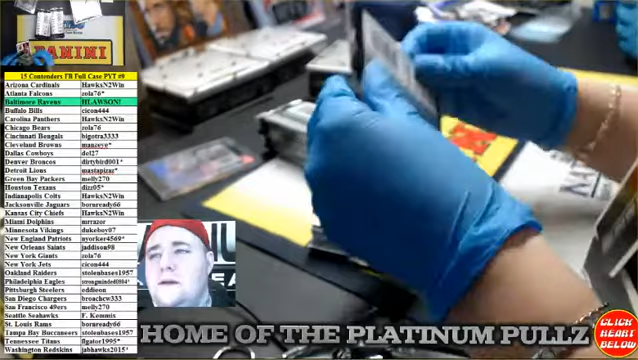 PANINI
15 Contenders FB Full Case PYT #9
Arizona Cardinals HawksN2Win
Atlanta Falcons zola76*
Baltimore Ravens HLAWSON!
Buffalo Bills cicon444
Carolina Panthers HawksN2Win
Chicago Bears zola76
Cincinnati Bengals bigotra3333
Cleveland Browns manzeyo*
Dallas Cowboys del27
Denver Broncos dirtybird001*
Detroit Lions mastapizar*
Green Bay Packers melly270
Houston Texans dizz05*
Indianapolis Colts HawksN2Win
Jacksonville Jaguars bornready66
Kansas City Chiefs HawksN2Win
Miami Dolphins mrrazor
Minnesota Vikings dukeboy07
New England Patriots nyorker4569*
New Orleans Saints jaddison98
New York Giants zola76
New York Jets cicon444
Oakland Raiders stolenbases1957
Philadelphia Eagles
Pittsburgh Steelers eddieon
San Diego Chargers broachcw333
San Francisco 49ers melly270
Seattle Seahawks F. Kemmis
St. Louis Rams bornready66
Tampa Bay Buccaneers stolenbases1957
Tennessee Titans flgator1995*
Washington Redskins jabhawks2015*
HOME OF THE PLATINUM PULLZ
CLICK
HEART
BELOW